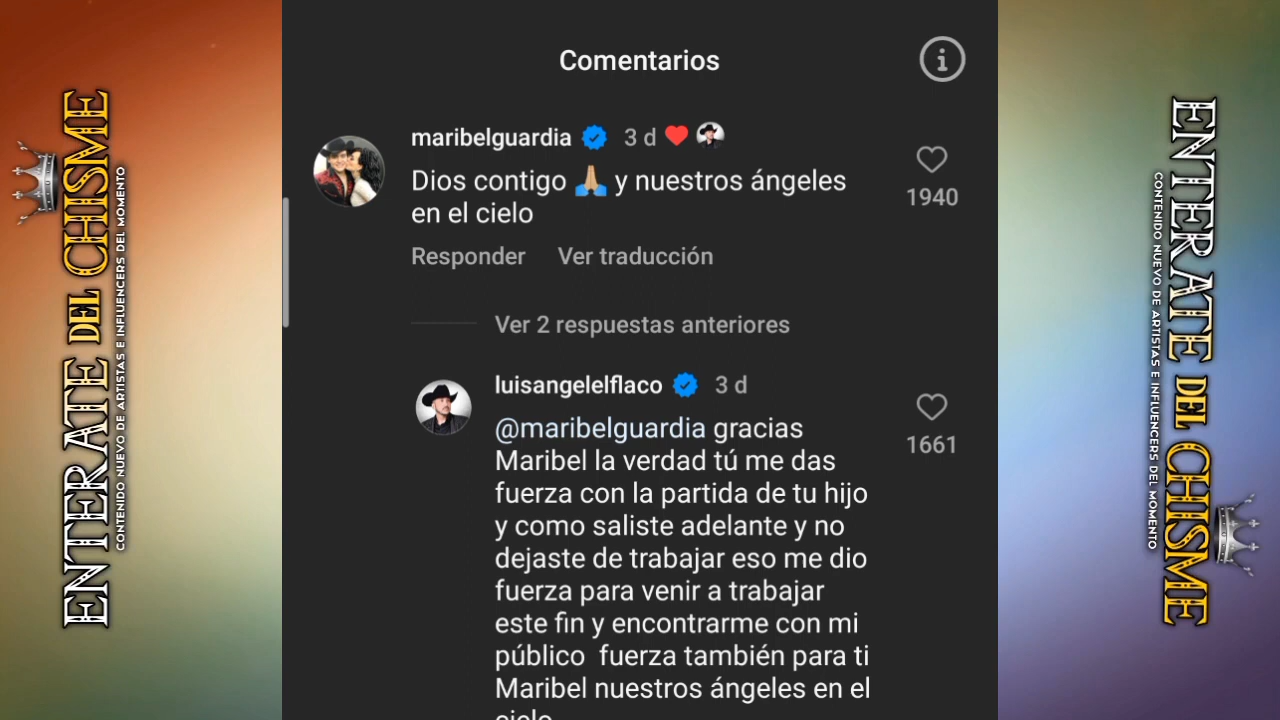 ENTERATE DEL CHISME
CONTENIDO NUEVO DE ARTISTAS E INFLUENCERS DEL MOMENTO
Comentarios
maribelguardia 3 d
Dios contigo 🙏 y nuestros ángeles
en el cielo
1940
Responder Ver traducción
Ver 2 respuestas anteriores
luisangelelflaco 3 d
@maribelguardia gracias
Maribel la verdad tú me das
fuerza con la partida de tu hijo
y como saliste adelante y no
dejaste de trabajar eso me dio
fuerza para venir a trabajar
este fin y encontrarme con mi
público fuerza también para ti
Maribel nuestros ángeles en el
cielo
1661
ENTERATE DEL CHISME
CONTENIDO NUEVO DE ARTISTAS E INFLUENCERS DEL MOMENTO